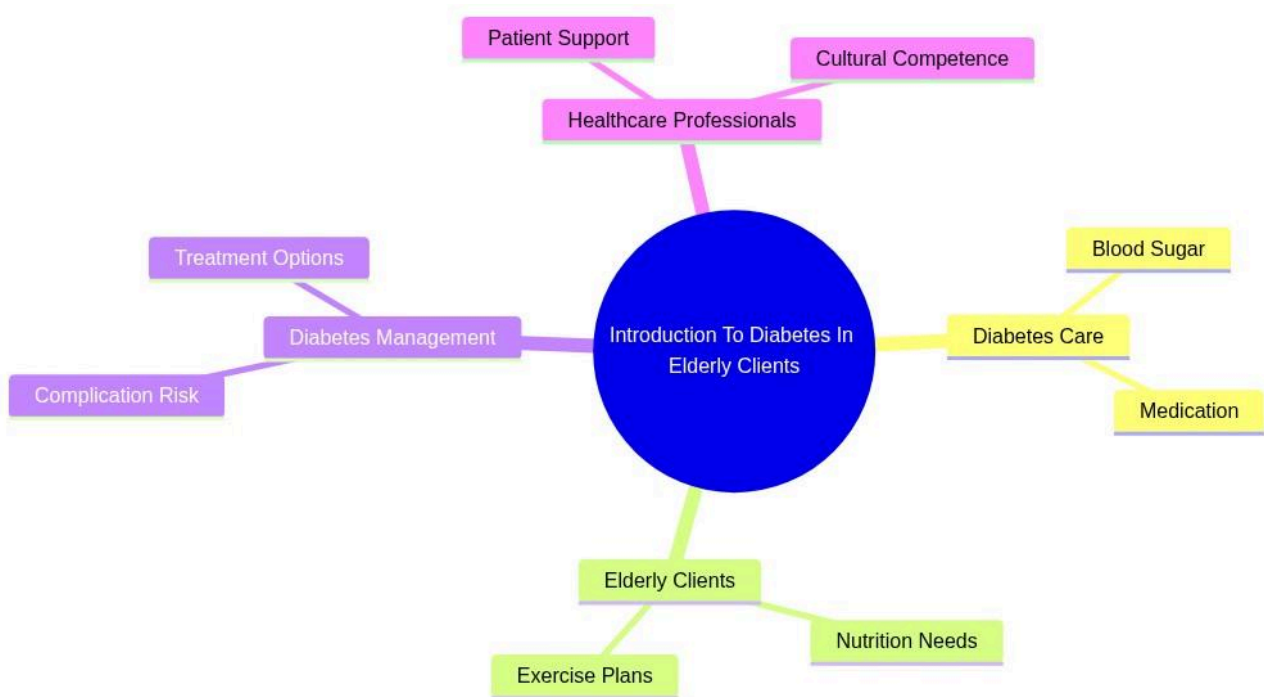 Patient Support
Cultural Competence
Healthcare Professionals
Treatment Options
Blood Sugar
Diabetes Management
Introduction To Diabetes In
Elderly Clients
Diabetes Care
Complication Risk
Medication
Elderly Clients
Nutrition Needs
Exercise Plans